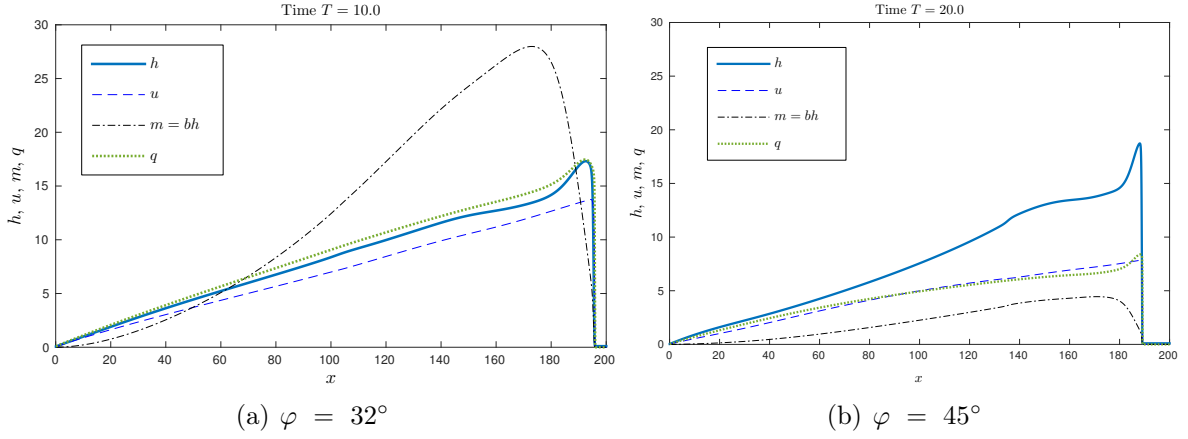 Time T = 10.0
h, u, m, q
30
25
20
15
10
5
0
h
u
m = bh
q
0 20 40 60 80 100 120 140 160 180 200
x
(a) φ = 32°
Time T = 20.0
h, u, m, q
30
25
20
15
10
5
0
h
u
m = bh
q
0 20 40 60 80 100 120 140 160 180 200
x
(b) φ = 45°